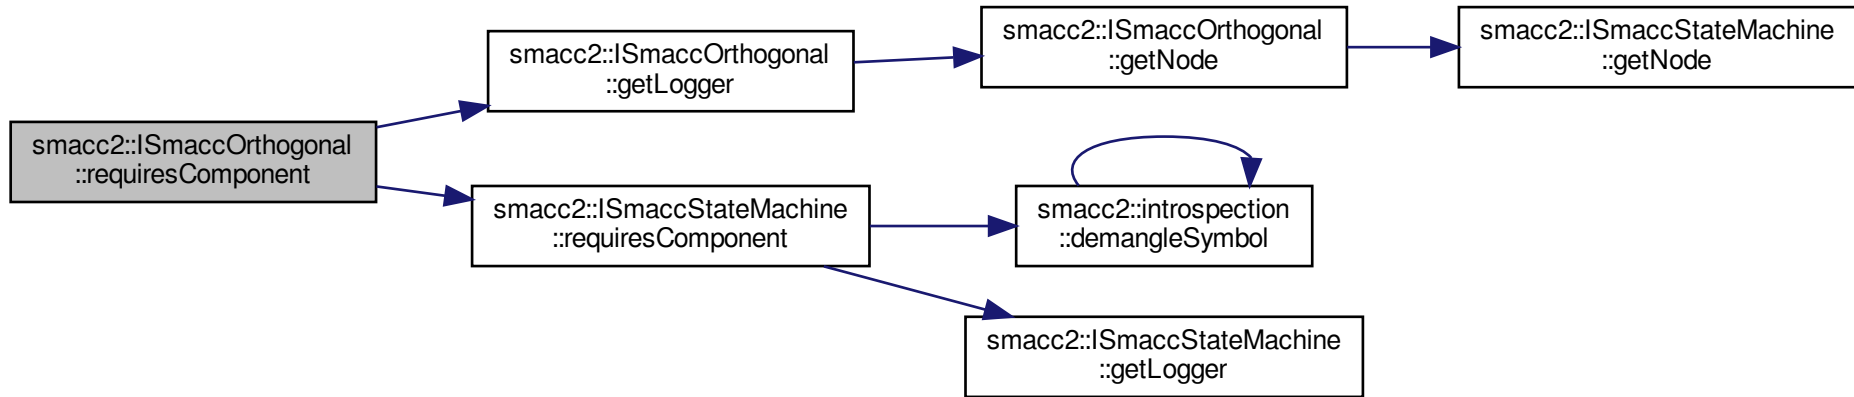 smacc2::ISmaccOrthogonal
::requiresComponent
smacc2::ISmaccOrthogonal
::getLogger
smacc2::ISmaccOrthogonal
::getNode
smacc2::ISmaccStateMachine
::getNode
smacc2::ISmaccStateMachine
::requiresComponent
smacc2::introspection
::demangleSymbol
smacc2::ISmaccStateMachine
::getLogger